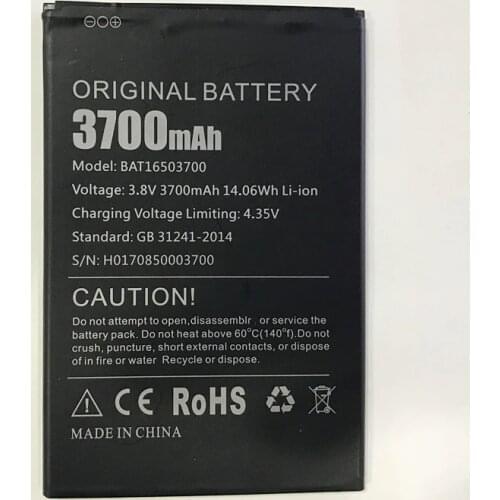 ORIGINAL BATTERY
3700mAh
Model: BAT16503700
Voltage: 3.8V 3700mAh 14.06Wh Li-ion
Charging Voltage Limiting: 4.35V
Standard: GB 31241-2014
S/N: H0170850003700
CAUTION!
Do not attempt to open,disassemblr or service the
battery pack. Do not heat above 60°C(140°f).Do not
crush, puncture, short external contacts, or dispose
of in fire or water Recycle or dispose
CE RoHS
MADE IN CHINA